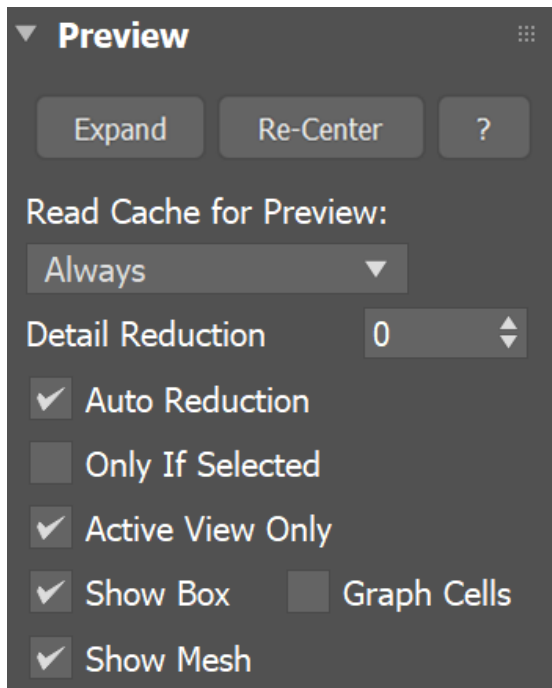 Preview
Expand Re-Center ?
Read Cache for Preview:
Always
Detail Reduction 0
Auto Reduction
Only If Selected
Active View Only
Show Box Graph Cells
Show Mesh